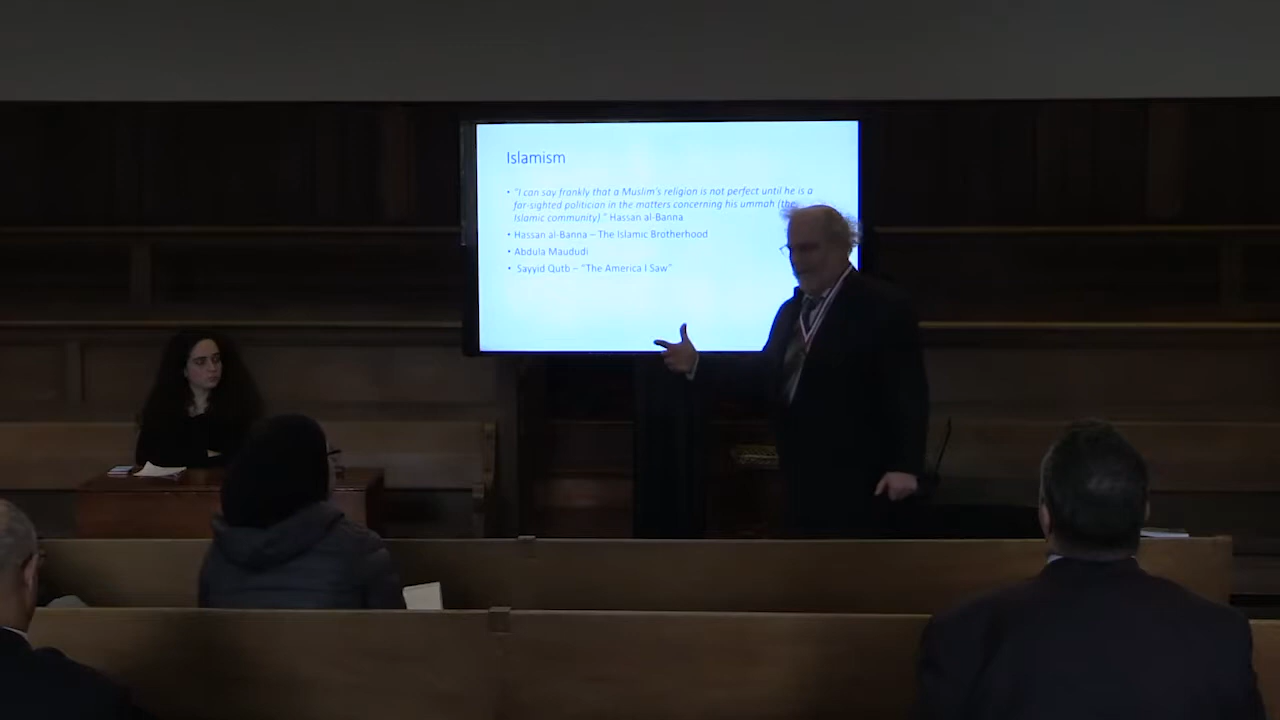 Islamism
• "I can say frankly that a Muslim's religion is not perfect until he is a
far-sighted politician in the matters concerning his ummah (the
Islamic community)." Hassan al-Banna
• Hassan al-Banna – The Islamic Brotherhood
• Abdula Maududi
• Sayyid Qutb – "The America I Saw"